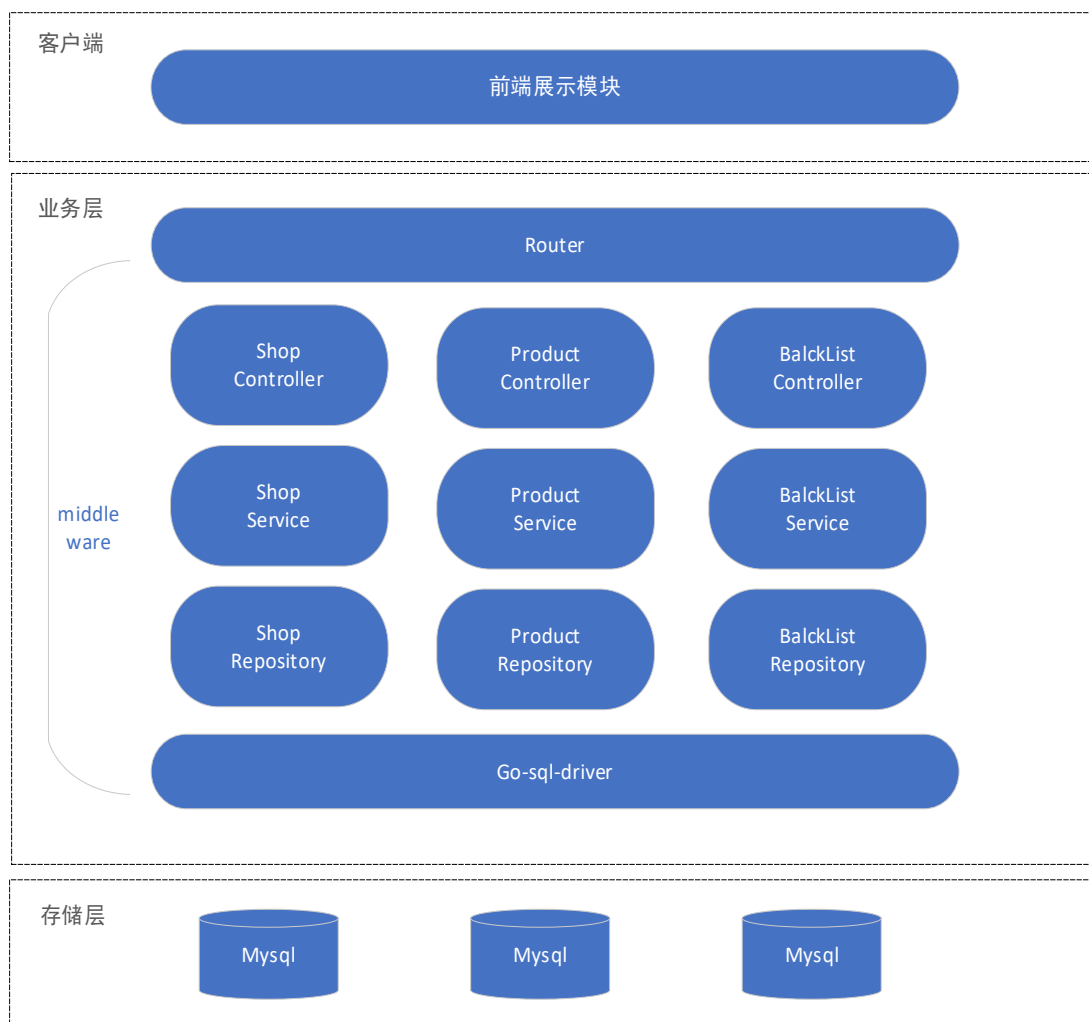 客户端
前端展示模块
业务层
Router
Shop
Controller
Product
Controller
BalckList
Controller
middle
ware
Shop
Service
Product
Service
BalckList
Service
Shop
Repository
Product
Repository
BalckList
Repository
Go-sql-driver
存储层
Mysql
Mysql
Mysql